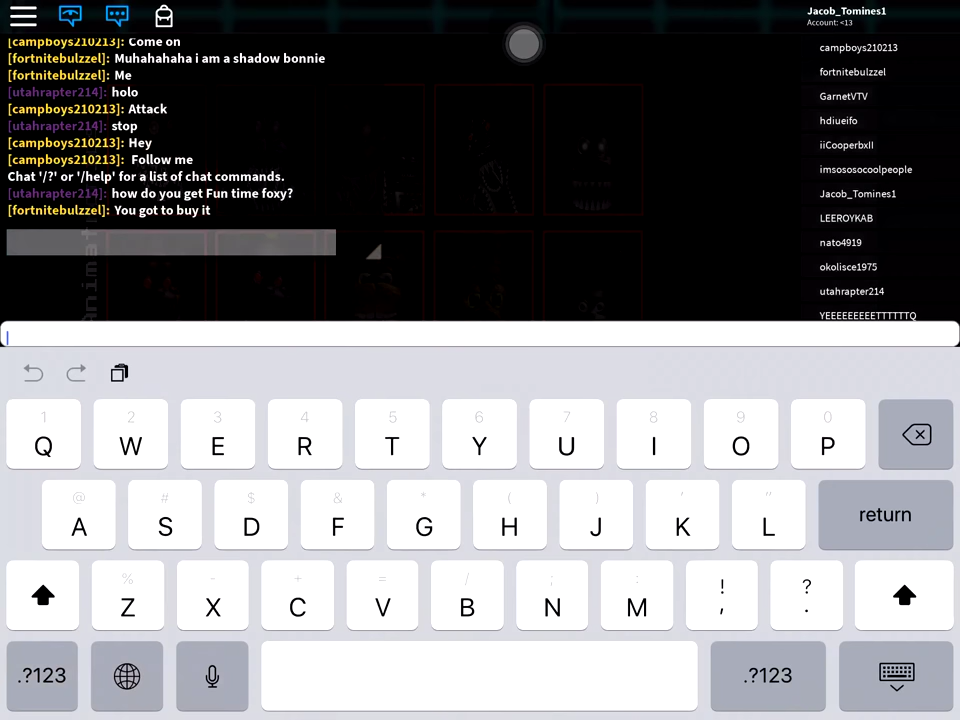 Jacob_Tomines1
Account: <13
[campboys210213]: Come on
[fortnitebulzzel]: Muhahahaha i am a shadow bonnie
[fortnitebulzzel]: Me
[utahrapter214]: holo
[campboys210213]: Attack
[utahrapter214]: stop
[campboys210213]: Hey
[campboys210213]: Follow me
Chat '/?' or '/help' for a list of chat commands.
[utahrapter214]: how do you get Fun time foxy?
[fortnitebulzzel]: You got to buy it
campboys210213
fortnitebulzzel
GarnetVTV
hdiueifo
iiCooperbxII
imsososocoolpeople
Jacob_Tomines1
LEEROYKAB
nato4919
okolisce1975
utahrapter214
YEEEEEEEEETTTTTTQ
1 2 3 4 5 6 7 8 9 0
Q W E R T Y U I O P
@ # $ & * ( ) ' "
A S D F G H J K L return
% - + = / ; : ! ?
Z X C V B N M , .
.?123 .?123